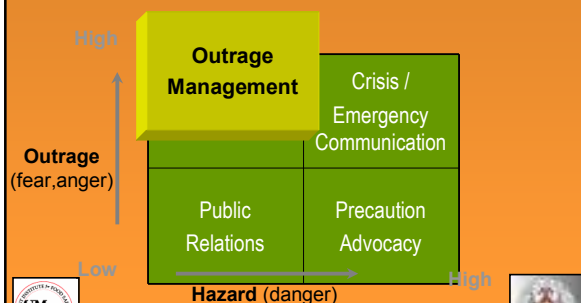 High
Outrage
Management
Crisis /
Emergency
Communication
Outrage
(fear,anger)
Public
Relations
Precaution
Advocacy
Low
High
Hazard (danger)